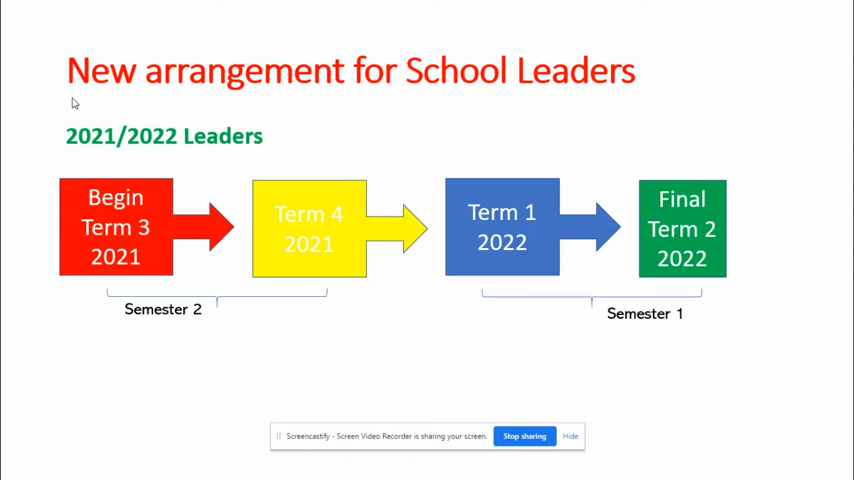 New arrangement for School Leaders
2021/2022 Leaders
Begin
Term 3
2021
Term 4
2021
Term 1
2022
Final
Term 2
2022
Semester 2
Semester 1
Screencastify - Screen Video Recorder is sharing your screen.
Stop sharing
Hide